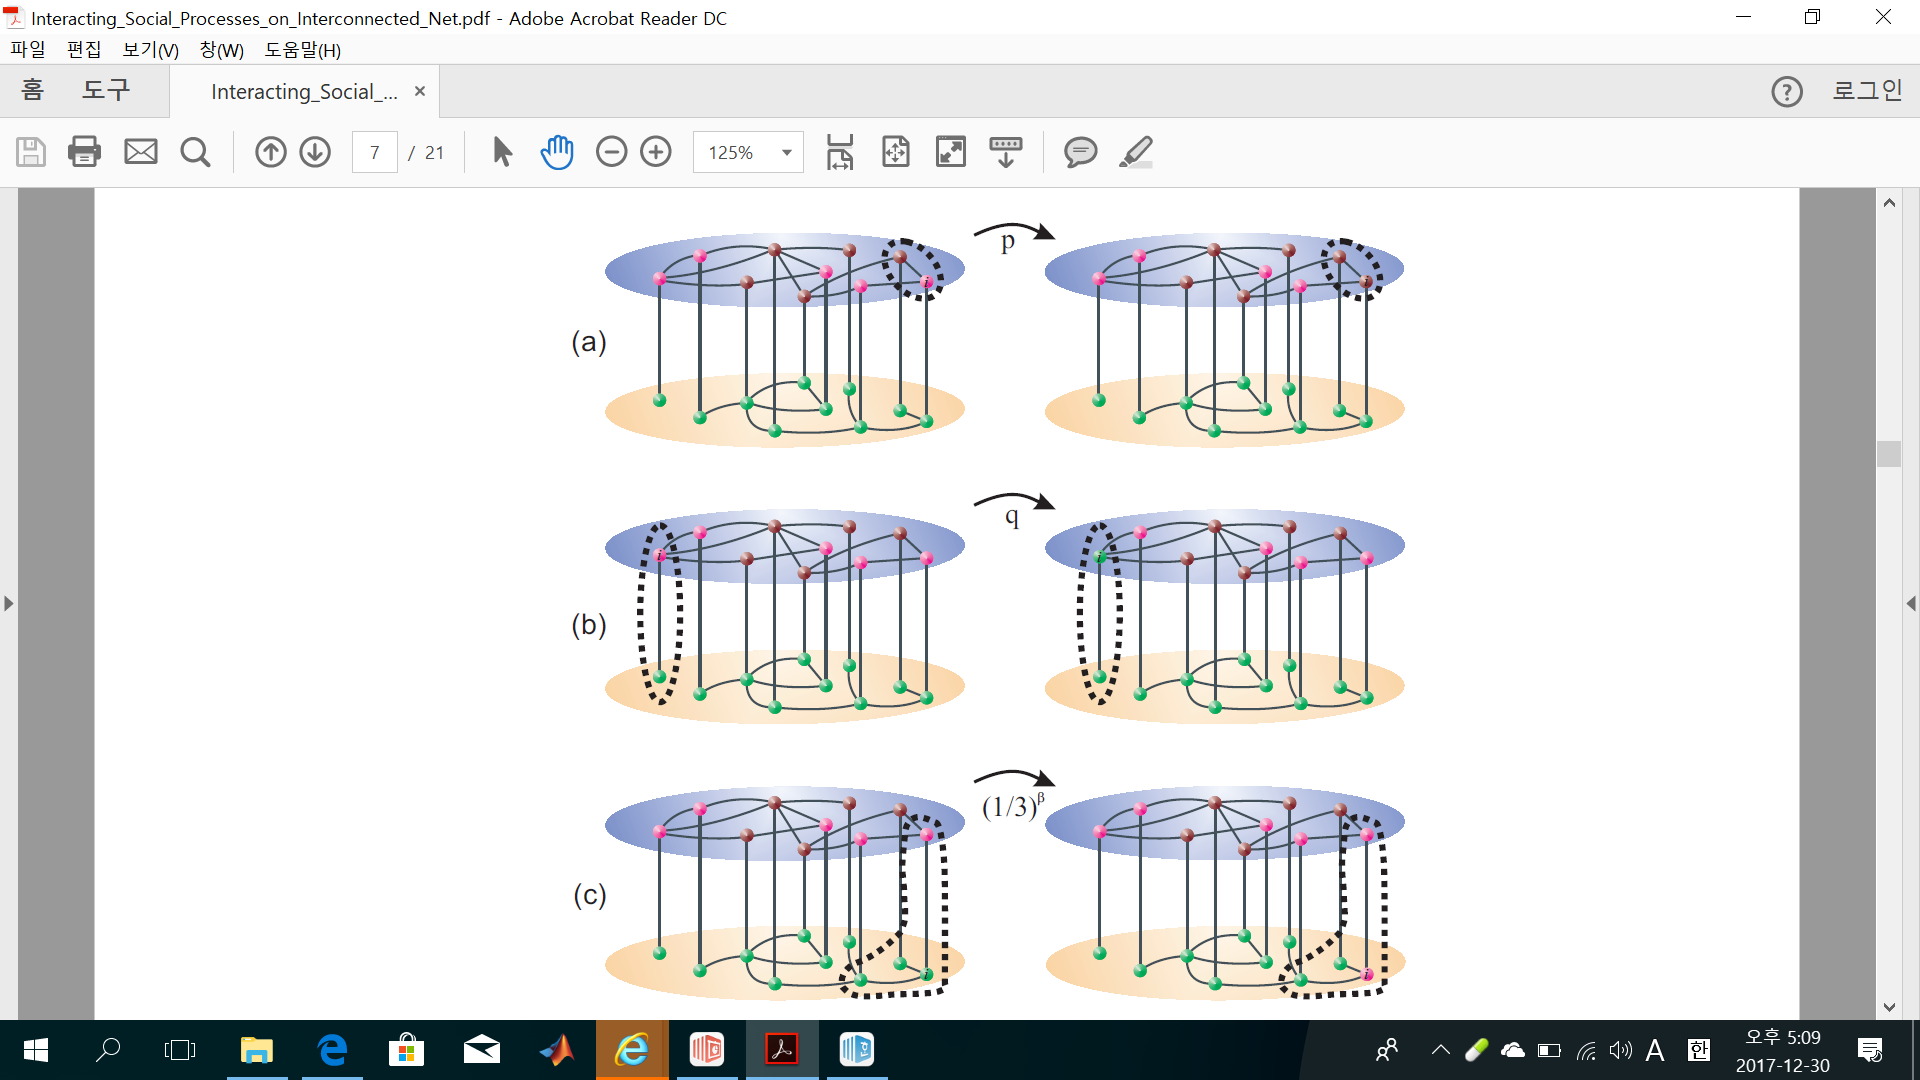 Interacting_Social_Processes_on_Interconnected_Net.pdf - Adobe Acrobat Reader DC
파일 편집 보기(V) 창(W) 도움말(H)
홈 도구 Interacting_Social_... × ? 로그인
7 / 21 125%
p
i i
(a)
q
i i
(b)
(1/3)^β
(c)
i i
A 한 오후 5:09
2017-12-30